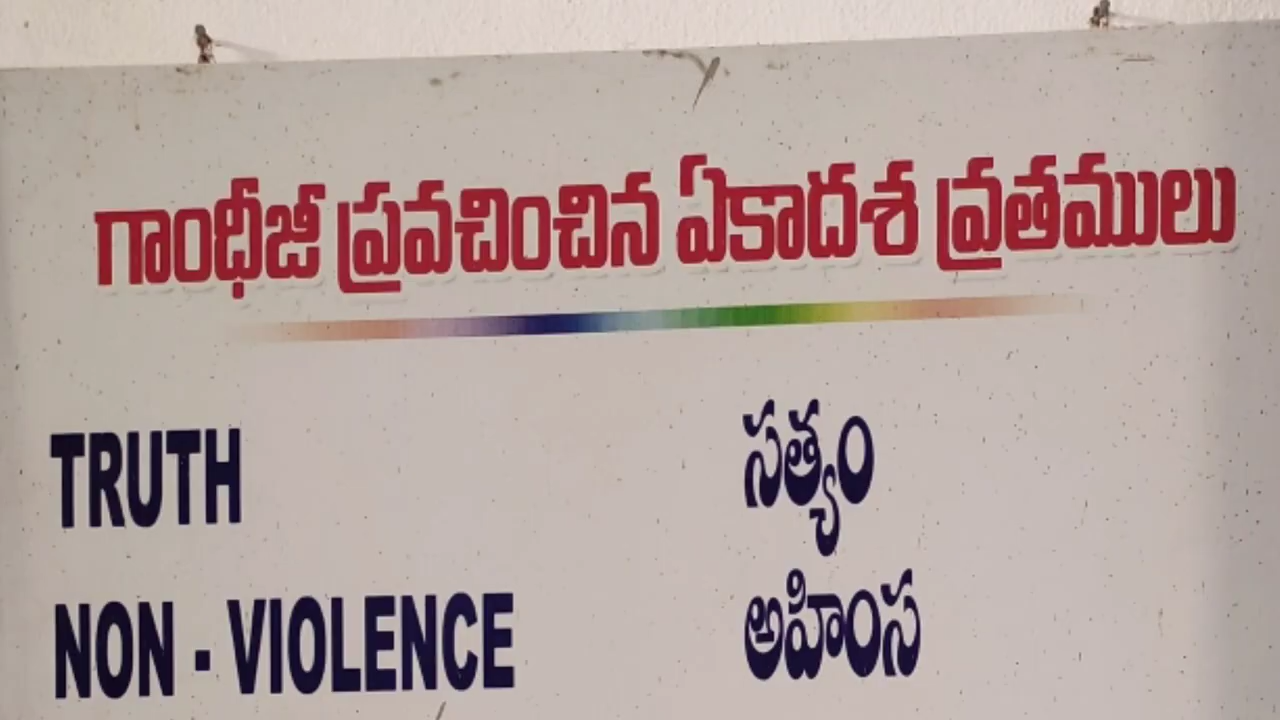 గాంధీజీ ప్రవచించిన ఏకాదశ వ్రతములు
TRUTH సత్యం
NON - VIOLENCE అహింస